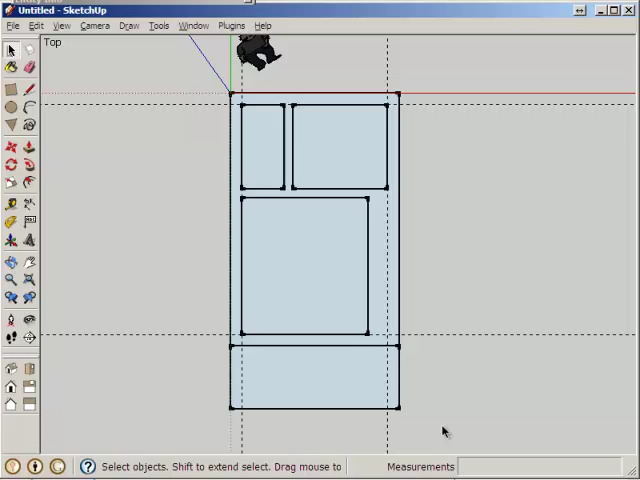 Untitled - SketchUp
File Edit View Camera Draw Tools Window Plugins Help
Top
Select objects. Shift to extend select. Drag mouse to
Measurements